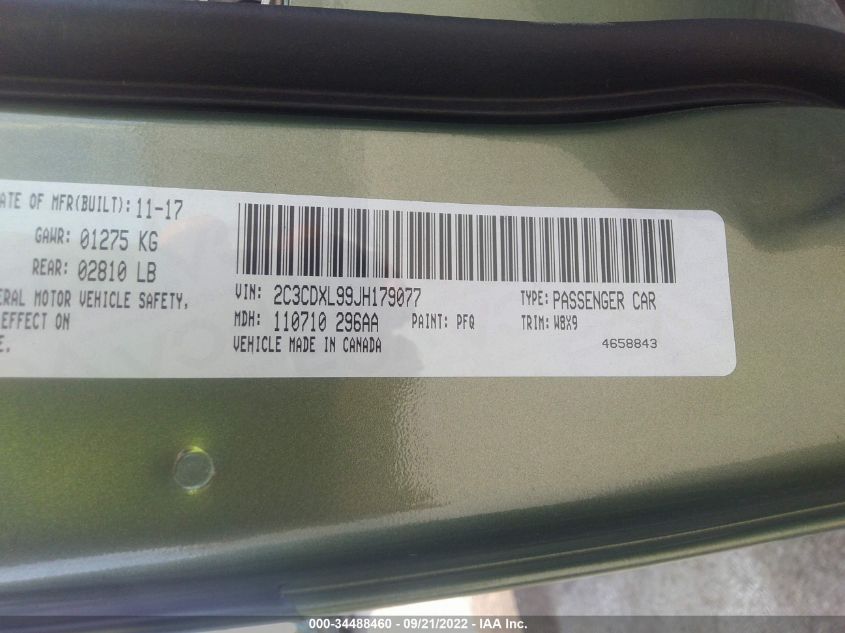 ATE OF MFR(BUILT): 11-17
GAWR: 01275 KG
REAR: 02810 LB
ERAL MOTOR VEHICLE SAFETY,
EFFECT ON
E.
VIN: 2C3CDXL99JH179077 TYPE: PASSENGER CAR
MDH: 110710 296AA PAINT: PFQ TRIM: W8X9
VEHICLE MADE IN CANADA 4658843
000-34488460 - 09/21/2022 - IAA Inc.